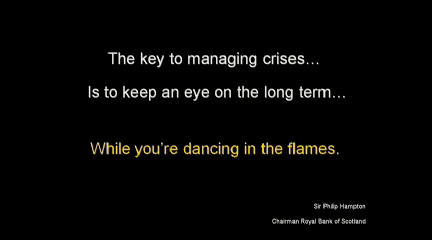 The key to managing crises…
Is to keep an eye on the long term…
While you're dancing in the flames.
Sir Philip Hampton
Chairman Royal Bank of Scotland